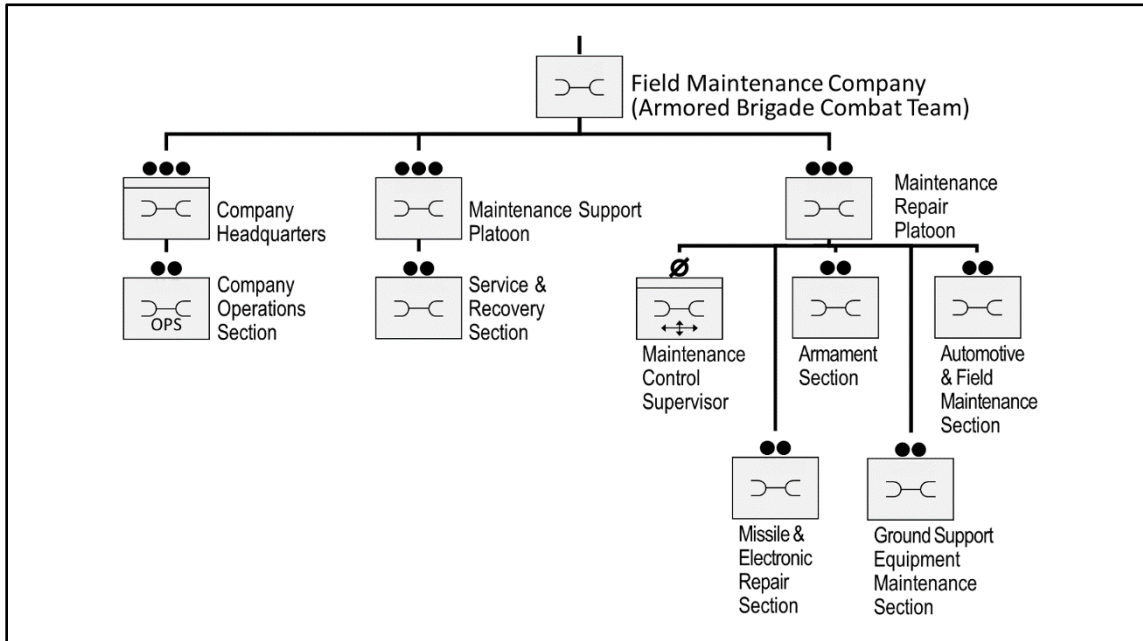 Field Maintenance Company
(Armored Brigade Combat Team)
Company
Headquarters
Maintenance Support
Platoon
Maintenance
Repair
Platoon
Company
Operations
Section
OPS
Service &
Recovery
Section
Maintenance
Control
Supervisor
Armament
Section
Automotive
& Field
Maintenance
Section
Missile &
Electronic
Repair
Section
Ground Support
Equipment
Maintenance
Section